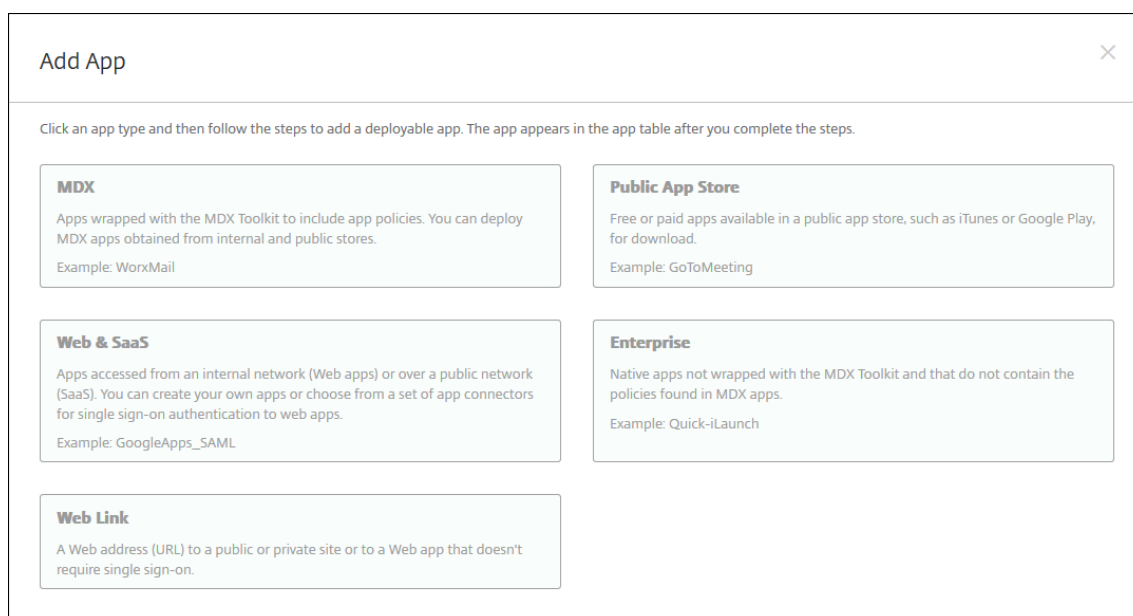 Add App
Click an app type and then follow the steps to add a deployable app. The app appears in the app table after you complete the steps.
MDX
Apps wrapped with the MDX Toolkit to include app policies. You can deploy
MDX apps obtained from internal and public stores.
Example: WorxMail
Public App Store
Free or paid apps available in a public app store, such as iTunes or Google Play,
for download.
Example: GoToMeeting
Web & SaaS
Apps accessed from an internal network (Web apps) or over a public network
(SaaS). You can create your own apps or choose from a set of app connectors
for single sign-on authentication to web apps.
Example: GoogleApps_SAML
Enterprise
Native apps not wrapped with the MDX Toolkit and that do not contain the
policies found in MDX apps.
Example: Quick-iLaunch
Web Link
A Web address (URL) to a public or private site or to a Web app that doesn't
require single sign-on.